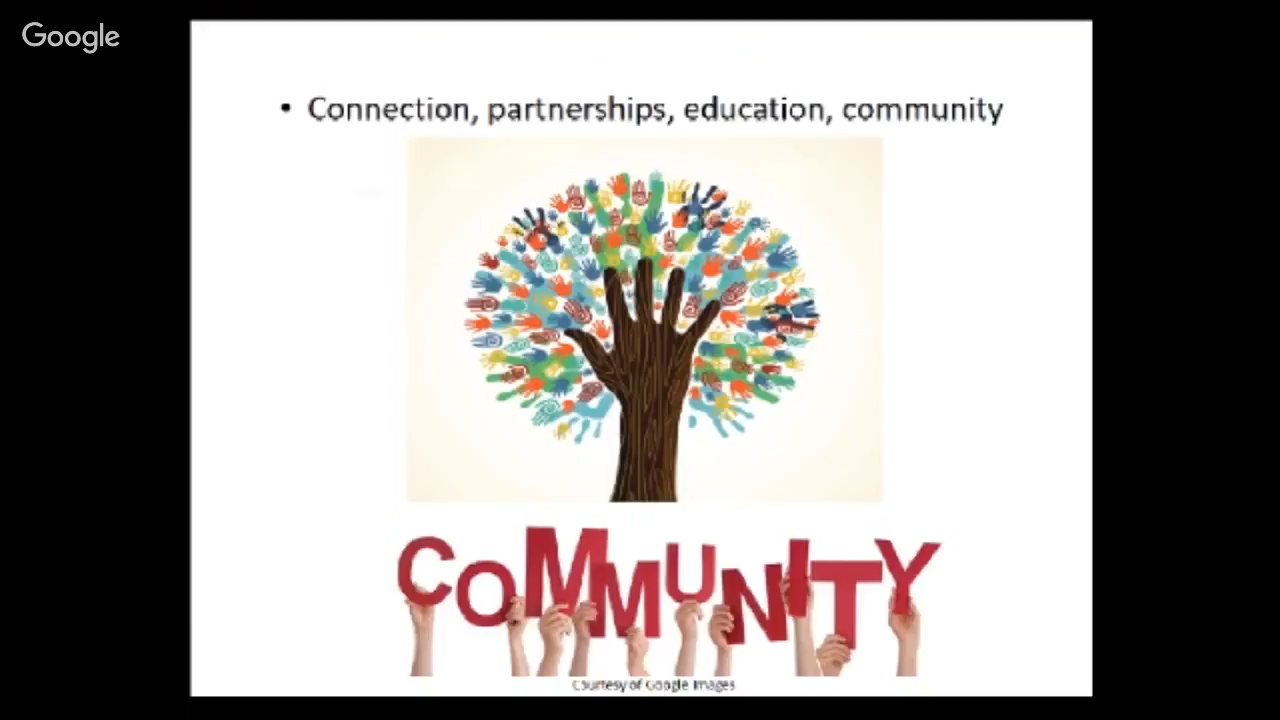 Google
• Connection, partnerships, education, community
COMMUNITY
Courtesy of Google Images